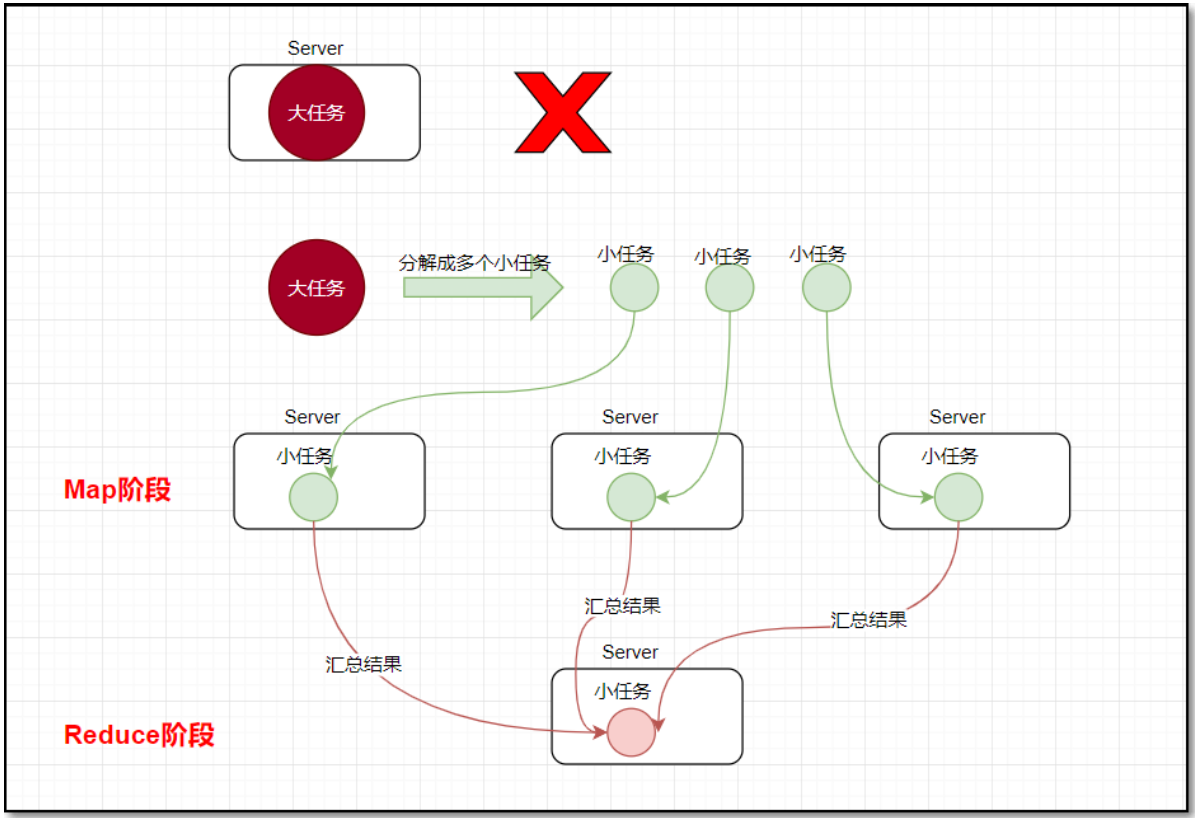 Server
大任务
大任务
分解成多个小任务
小任务
小任务
小任务
Server
Server
Server
小任务
小任务
小任务
Map阶段
汇总结果
汇总结果
汇总结果
Server
小任务
Reduce阶段